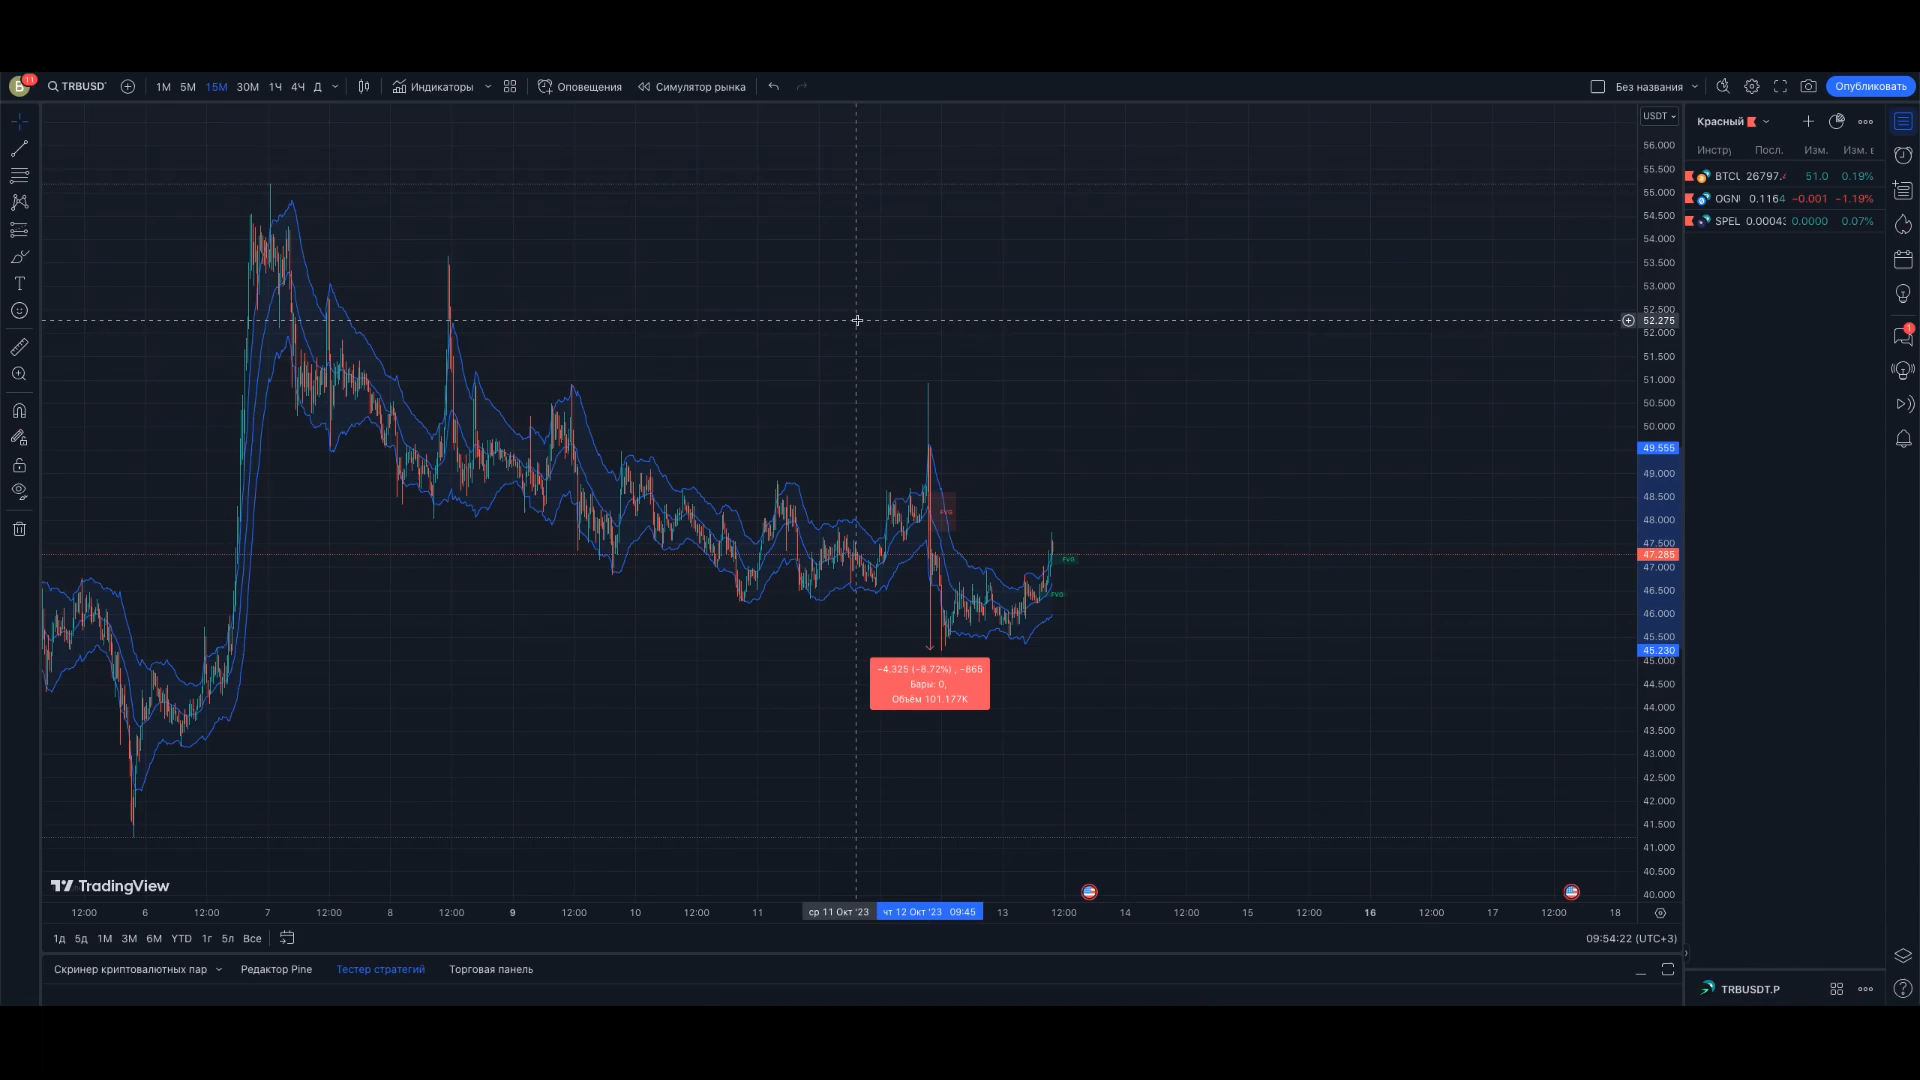 B 11 TRBUSDT 1М 5М 15М 30М 1Ч 4Ч Д Индикаторы Оповещения Симулятор рынка Без названия Опубликовать
USDT
Красный
Посл. Изм.
56.000
55.500
55.000
54.500
54.000
53.500
53.000
52.500
52.275
52.000
51.500
51.000
50.500
50.000
49.555
49.000
48.500
48.000
47.500
47.285
47.000
46.500
46.000
45.500
45.230
45.000
44.500
44.000
43.500
43.000
42.500
42.000
41.500
41.000
40.500
40.000
26797. 51.0 0.19%
0.1164 −0.001 −1.19%
SPEL 0.0000 0.07%
1
FVG
FVG
FVG
−4.325 (−8.72%) , −865
Бары: 0,
Объём 101.177K
TradingView
12:00 6 12:00 7 12:00 8 12:00 9 12:00 10 12:00 11 ср 11 Окт '23 чт 12 Окт '23 09:45 13 12:00 14 12:00 15 12:00 16 12:00 17 12:00 18
1д 5д 1М 3М 6М YTD 1г 5л Все 09:54:22 (UTC+3)
Скринер криптовалютных пар Редактор Pine Тестер стратегий Торговая панель
TRBUSDT.P